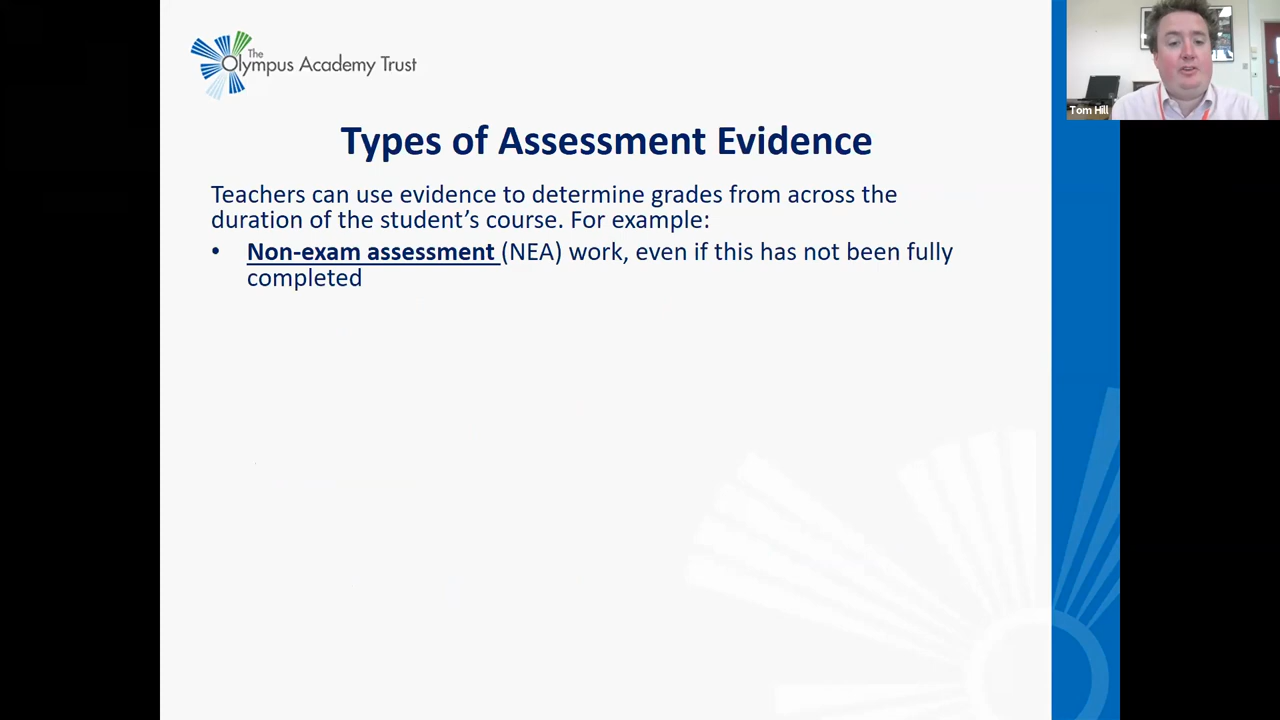 The
Olympus Academy Trust
Tom Hill
Types of Assessment Evidence
Teachers can use evidence to determine grades from across the
duration of the student’s course. For example:
• Non-exam assessment (NEA) work, even if this has not been fully
completed